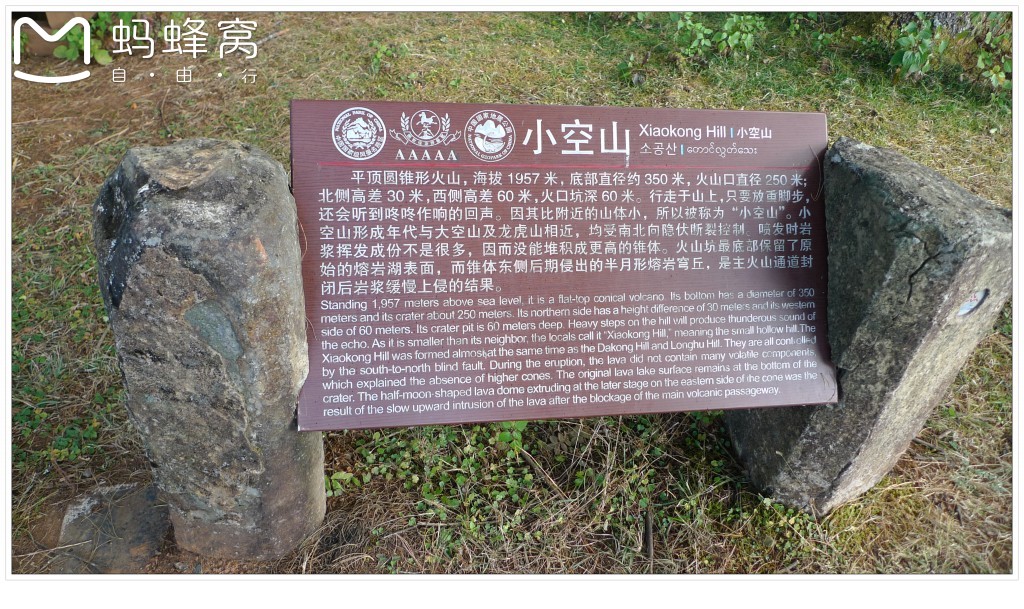 蚂蜂窝
自·由·行
AAAAA
小空山
Xiaokong Hill | 小空山
소공산 | တောင်လွတ်သေး
平顶圆锥形火山，海拔 1957 米，底部直径约 350 米，火山口直径 250 米；
北侧高差 30 米，西侧高差 60 米，火口坑深 60 米。行走于山上，只要放重脚步，
还会听到咚咚作响的回声。因其比附近的山体小，所以被称为“小空山”。小
空山形成年代与大空山及龙虎山相近，均受南北向隐伏断裂控制。喷发时岩
浆挥发成份不是很多，因而没能堆积成更高的锥体。火山坑最底部保留了原
始的熔岩湖表面，而锥体东侧后期侵出的半月形熔岩穹丘，是主火山通道封
闭后岩浆缓慢上侵的结果。
Standing 1,957 meters above sea level, it is a flat-top conical volcano. Its bottom has a diameter of 350
meters and its crater about 250 meters. Its northern side has a height difference of 30 meters and its western
side of 60 meters. Its crater pit is 60 meters deep. Heavy steps on the hill will produce thunderous sound of
the echo. As it is smaller than its neighbor, the locals call it “Xiaokong Hill,” meaning the small hollow hill.The
Xiaokong Hill was formed almost at the same time as the Dakong Hill and Longhu Hill. They are all controlled
by the south-to-north blind fault. During the eruption, the lava did not contain many volatile components,
which explained the absence of higher cones. The original lava lake surface remains at the bottom of the
crater. The half-moon-shaped lava dome extruding at the later stage on the eastern side of the cone was the
result of the slow upward intrusion of the lava after the blockage of the main volcanic passageway.